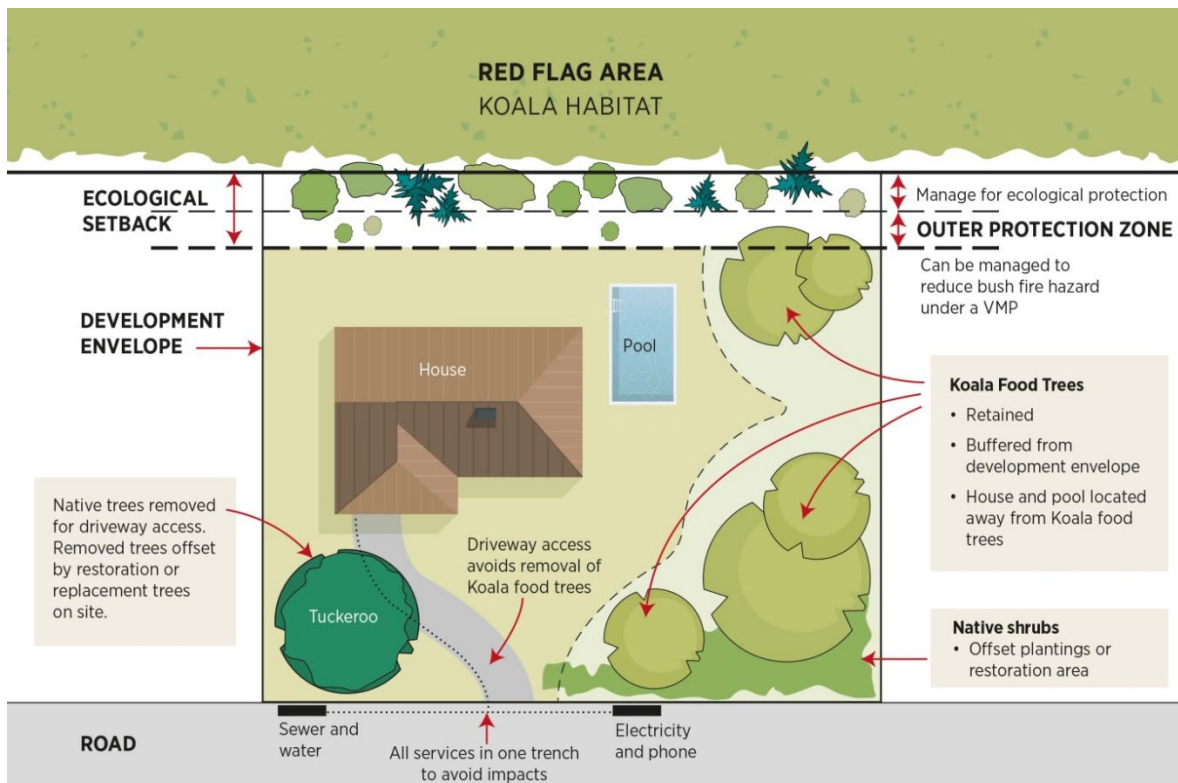 RED FLAG AREA
KOALA HABITAT
ECOLOGICAL
SETBACK
Manage for ecological protection
OUTER PROTECTION ZONE
Can be managed to
reduce bush fire hazard
under a VMP
DEVELOPMENT
ENVELOPE
House
Pool
Koala Food Trees
• Retained
• Buffered from
development envelope
• House and pool located
away from Koala food
trees
Native trees removed
for driveway access.
Removed trees offset
by restoration or
replacement trees
on site.
Driveway access
avoids removal of
Koala food trees
Tuckeroo
Native shrubs
• Offset plantings or
restoration area
ROAD
Sewer and
water
All services in one trench
to avoid impacts
Electricity
and phone